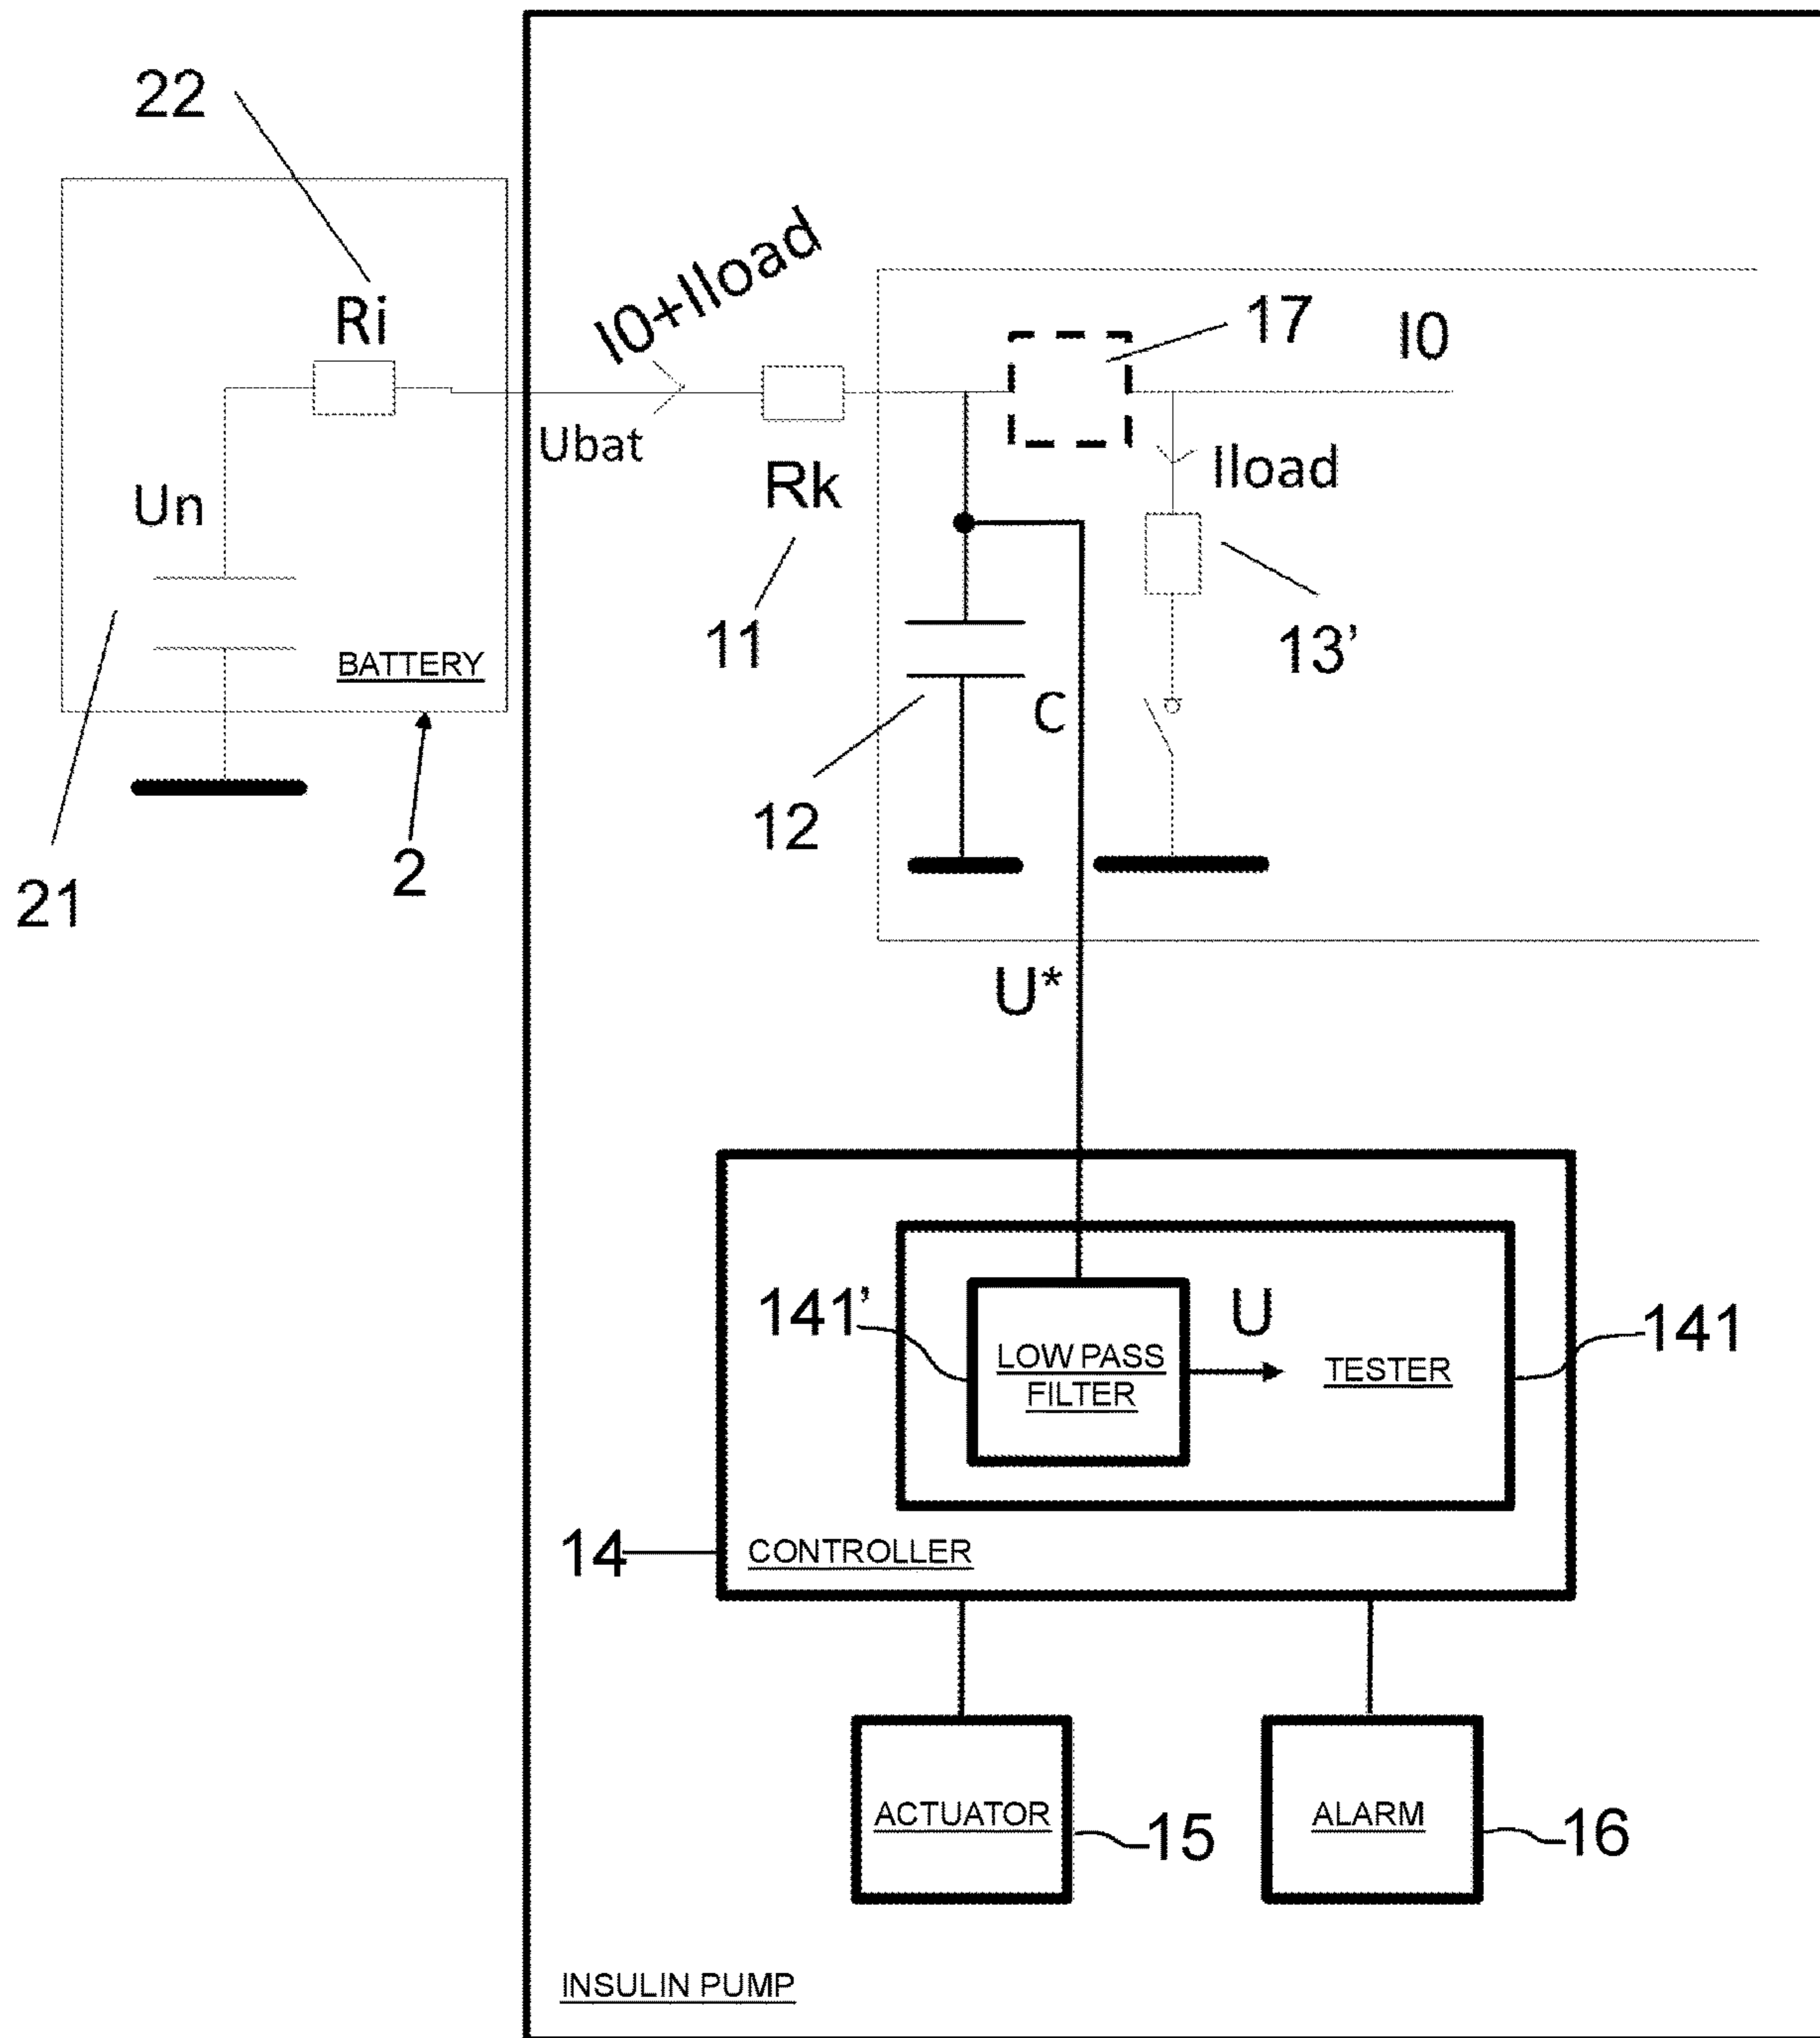 22
I0+Iload
17
I0
Ri
Ubat
Iload
Un
Rk
11
13'
BATTERY
C
12
2
21
U*
141'
U
141
LOW PASS
FILTER
TESTER
14
CONTROLLER
ACTUATOR
15
ALARM
16
INSULIN PUMP